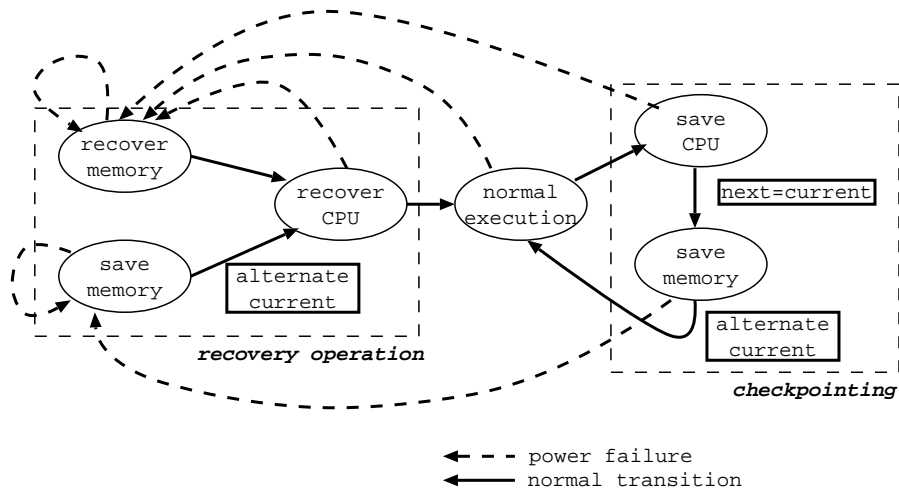 recover
memory
save
memory
recover
CPU
alternate
current
recovery operation
normal
execution
save
CPU
next=current
save
memory
alternate
current
checkpointing
power failure
normal transition